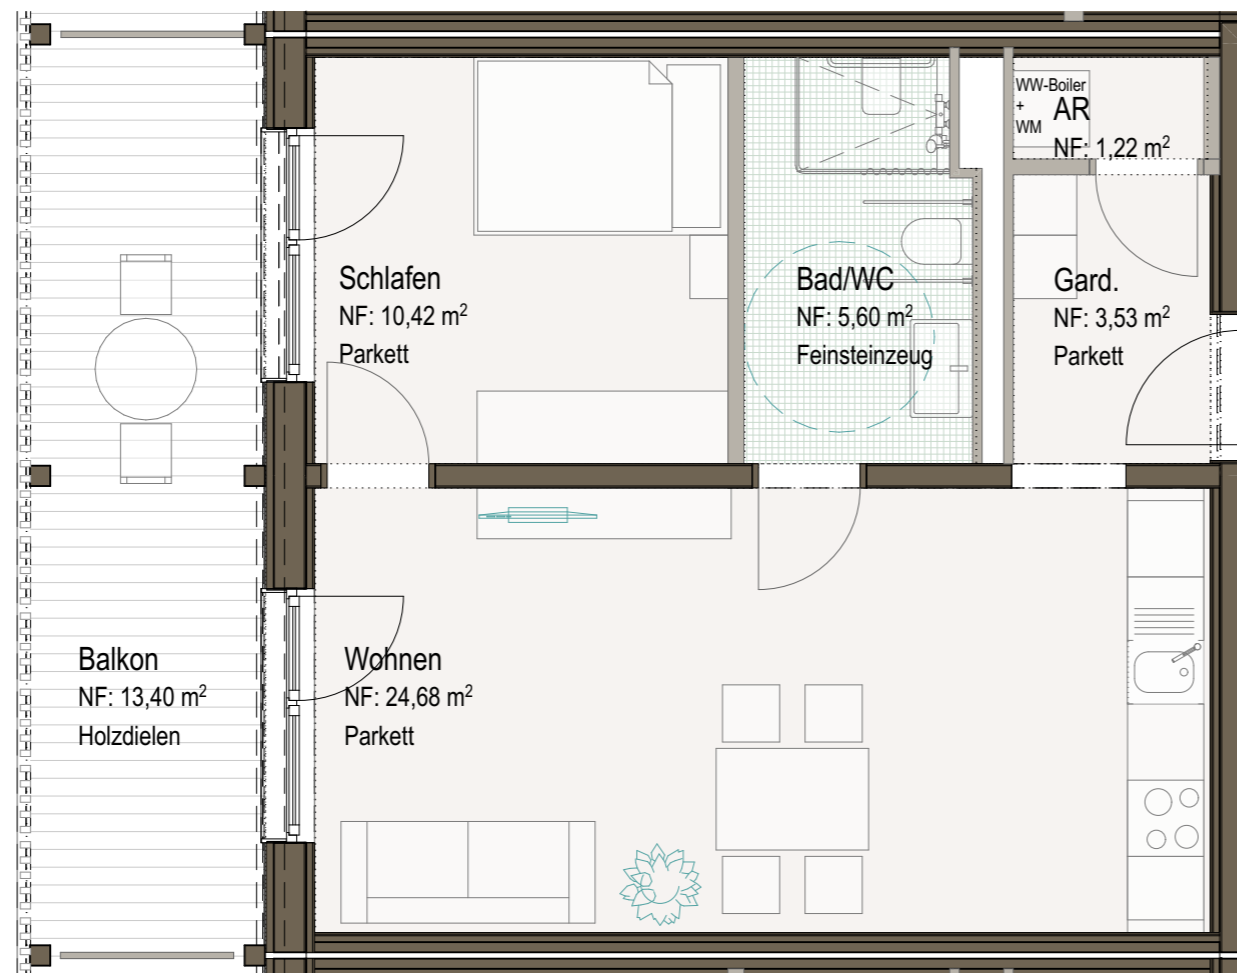 WW-Boiler
+
WM
AR
NF: 1,22 m²
Schlafen
NF: 10,42 m²
Parkett
Bad/WC
NF: 5,60 m²
Feinsteinzeug
Gard.
NF: 3,53 m²
Parkett
Balkon
NF: 13,40 m²
Holzdielen
Wohnen
NF: 24,68 m²
Parkett